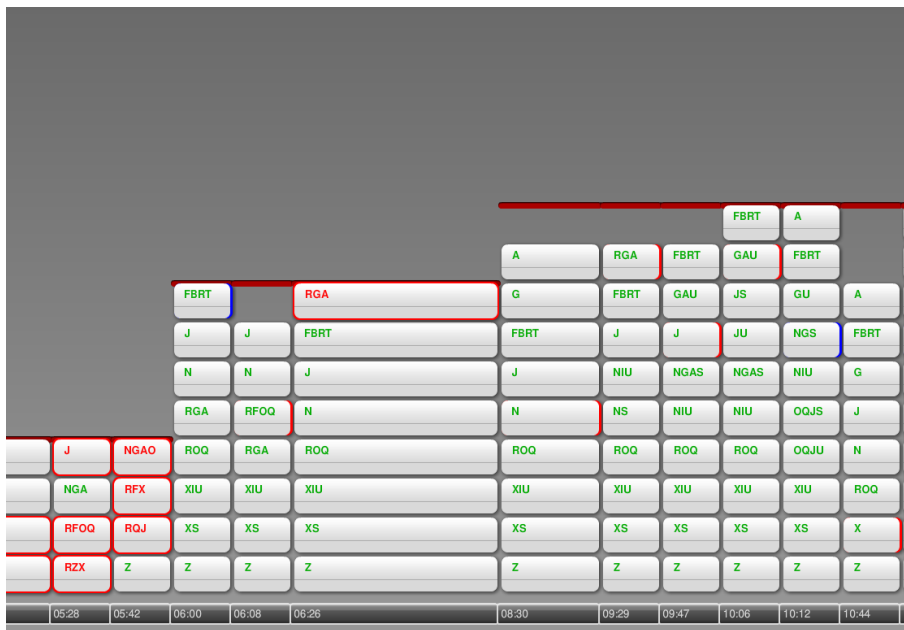 FBRT A
A RGA FBRT GAU FBRT
FBRT RGA G FBRT GAU JS GU A
J J FBRT FBRT J J JU NGS FBRT
N N J J NIU NGAS NGAS NIU G
RGA RFOQ N N NS NIU NIU OQJS J
J NGAO ROQ RGA ROQ ROQ ROQ ROQ ROQ OQJU N
NGA RFX XIU XIU XIU XIU XIU XIU XIU XIU ROQ
RFOQ RQJ XS XS XS XS XS XS XS XS X
RZX Z Z Z Z Z Z Z Z Z Z
05:28 05:42 06:00 06:08 06:26 08:30 09:29 09:47 10:06 10:12 10:44